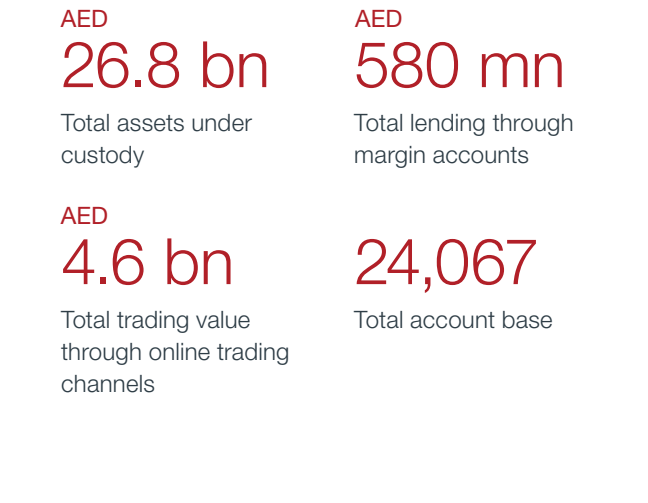 AED
26.8 bn
Total assets under
custody
AED
580 mn
Total lending through
margin accounts
AED
4.6 bn
Total trading value
through online trading
channels
24,067
Total account base